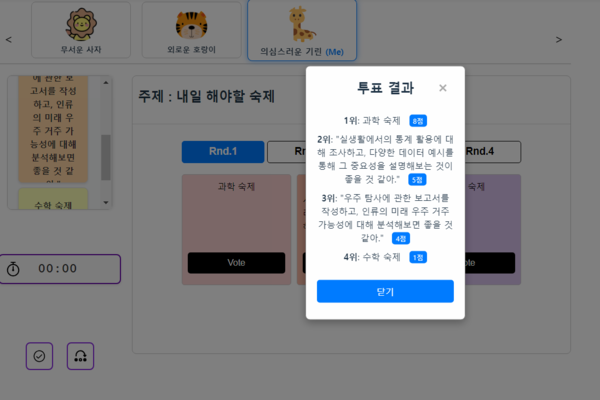 <
우서운 사자
외로운 호랑이
의심스러운 기린 (Me)
>
에 관한 보
고서를 작성
하고, 인류
의 미래 우
주 거주 가
능성에 대해
분석해보면
좋을 것 같
수학 숙제
00:00
주제 : 내일 해야할 숙제
Rnd.1
Rnd.4
과학 숙제
숙제
Vote
투표 결과
×
1위: 과학 숙제 8점
2위: "실생활에서의 통계 활용에 대
해 조사하고, 다양한 데이터 예시를
통해 그 중요성을 설명해보는 것이
좋을 것 같아." 5점
3위: "우주 탐사에 관한 보고서를
작성하고, 인류의 미래 우주 거주
가능성에 대해 분석해보면 좋을 것
같아." 4점
4위: 수학 숙제 1점
닫기